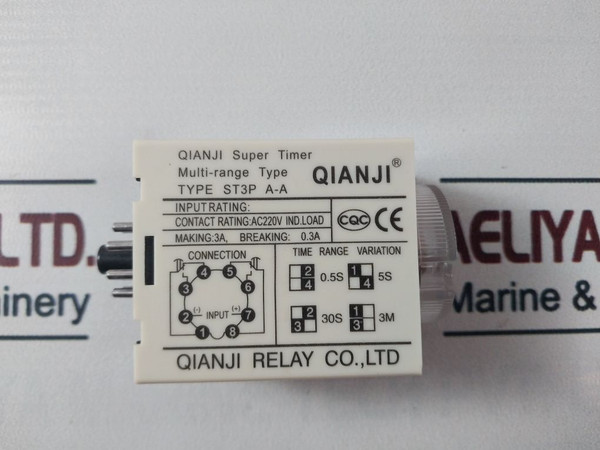 QIANJI Super Timer
Multi-range Type
TYPE ST3P A-A
QIANJI®
INPUT RATING:
CONTACT RATING:AC220V IND.LOAD
MAKING:3A, BREAKING: 0.3A
CQC CE
CONNECTION
4 5
3 6
(-) INPUT (+)
2 7
1 8
TIME RANGE VARIATION
2 4 0.5S 1 4 5S
2 3 30S 1 3 3M
QIANJI RELAY CO.,LTD
LTD.
AELIYA
Marine &